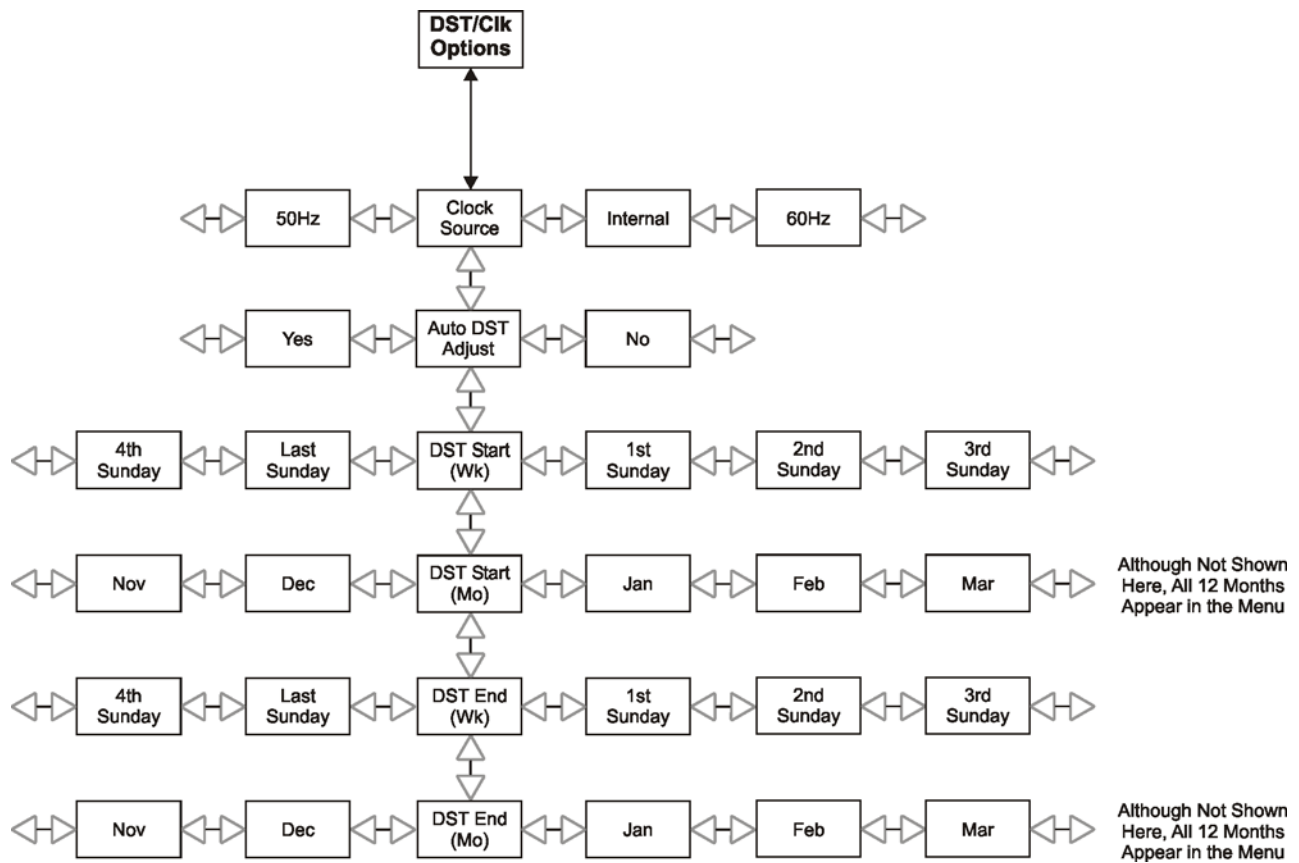 DST/Clk
Options
50Hz
Clock
Source
Internal
60Hz
Yes
Auto DST
Adjust
No
4th
Sunday
Last
Sunday
DST Start
(Wk)
1st
Sunday
2nd
Sunday
3rd
Sunday
Nov
Dec
DST Start
(Mo)
Jan
Feb
Mar
Although Not Shown
Here, All 12 Months
Appear in the Menu
4th
Sunday
Last
Sunday
DST End
(Wk)
1st
Sunday
2nd
Sunday
3rd
Sunday
Nov
Dec
DST End
(Mo)
Jan
Feb
Mar
Although Not Shown
Here, All 12 Months
Appear in the Menu